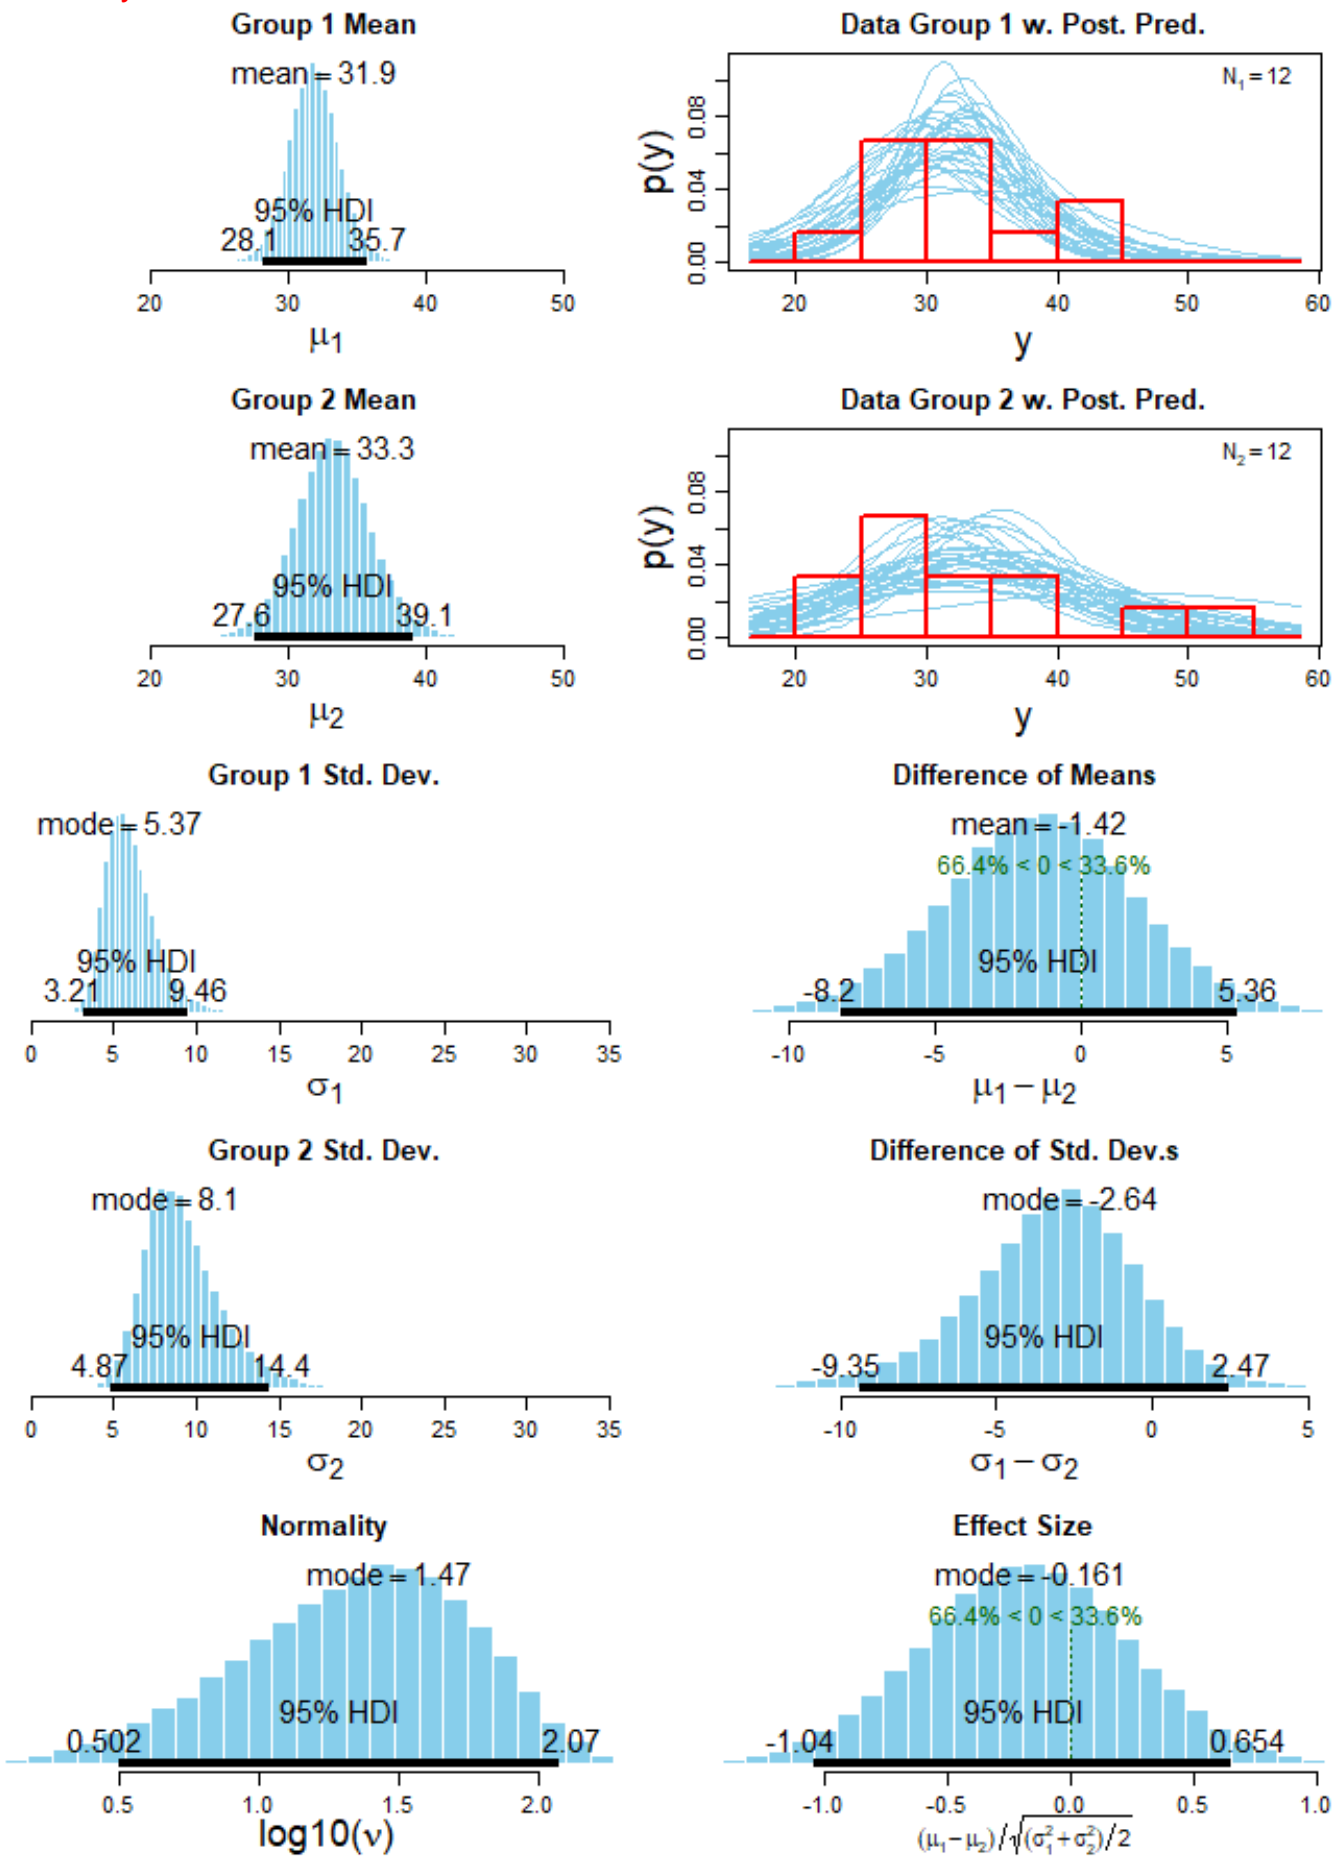 Group 1 Mean
mean = 31.9
95% HDI
28.1 35.7
20 30 40 50
μ1
Data Group 1 w. Post. Pred.
N1 = 12
p(y)
0.00 0.04 0.08
20 30 40 50 60
y
Group 2 Mean
mean = 33.3
95% HDI
27.6 39.1
20 30 40 50
μ2
Data Group 2 w. Post. Pred.
N2 = 12
p(y)
0.00 0.04 0.08
20 30 40 50 60
y
Group 1 Std. Dev.
mode = 5.37
95% HDI
3.21 9.46
0 5 10 15 20 25 30 35
σ1
Difference of Means
mean = -1.42
66.4% < 0 < 33.6%
95% HDI
-8.2 5.36
-10 -5 0 5
μ1 − μ2
Group 2 Std. Dev.
mode = 8.1
95% HDI
4.87 14.4
0 5 10 15 20 25 30 35
σ2
Difference of Std. Dev.s
mode = -2.64
95% HDI
-9.35 2.47
-10 -5 0 5
σ1 − σ2
Normality
mode = 1.47
95% HDI
0.502 2.07
0.5 1.0 1.5 2.0
log10(ν)
Effect Size
mode = -0.161
66.4% < 0 < 33.6%
95% HDI
-1.04 0.654
-1.0 -0.5 0.0 0.5 1.0
(μ1 − μ2)/√(σ1² + σ2²)/2